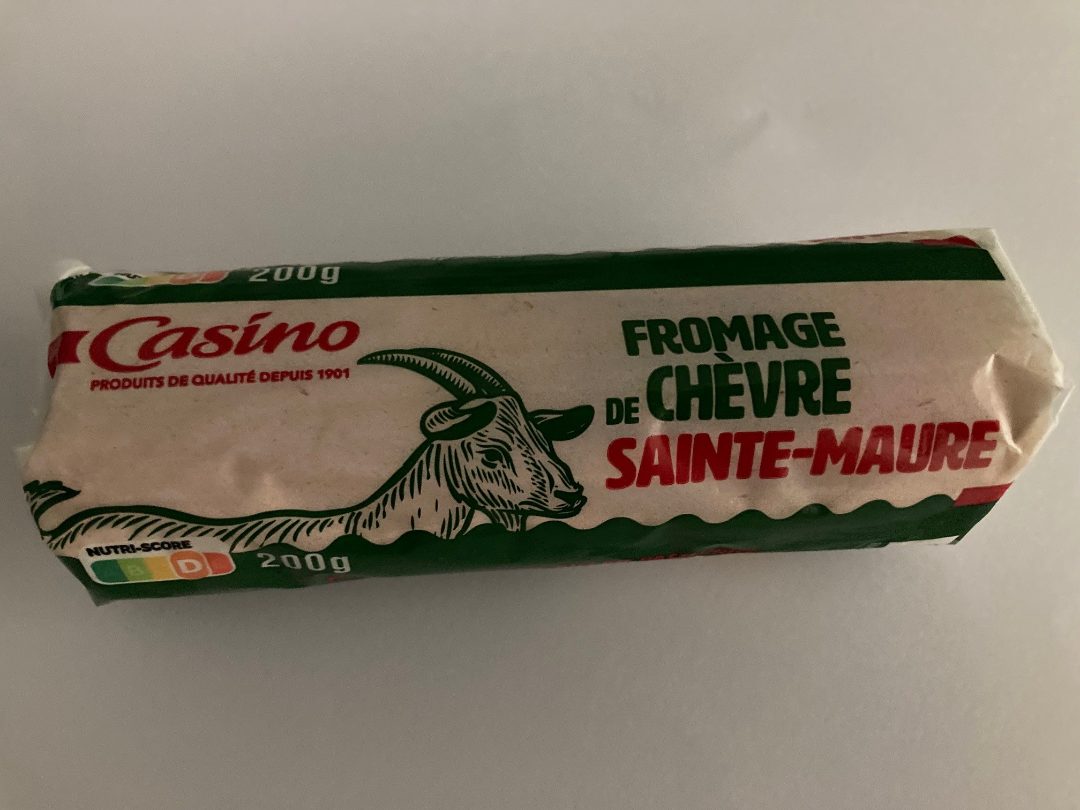 200g
Casino
PRODUITS DE QUALITÉ DEPUIS 1901
FROMAGE
DE CHÈVRE
SAINTE-MAURE
NUTRI-SCORE
B D
200g